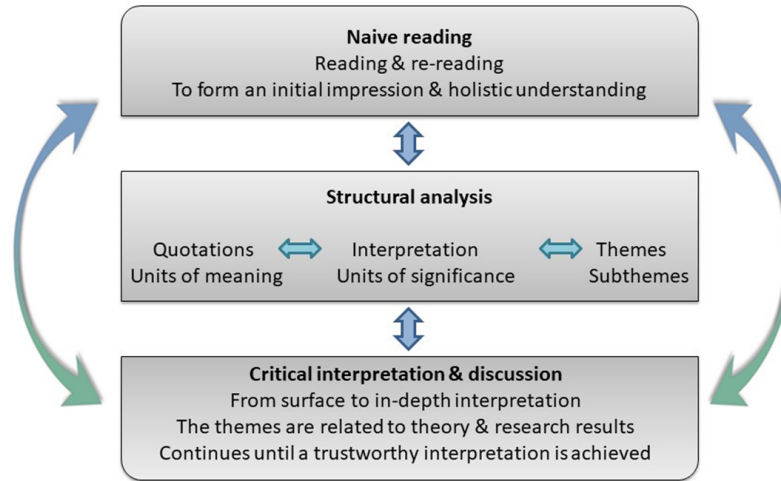 Naive reading
Reading & re-reading
To form an initial impression & holistic understanding
Structural analysis
Quotations Interpretation Themes
Units of meaning Units of significance Subthemes
Critical interpretation & discussion
From surface to in-depth interpretation
The themes are related to theory & research results
Continues until a trustworthy interpretation is achieved